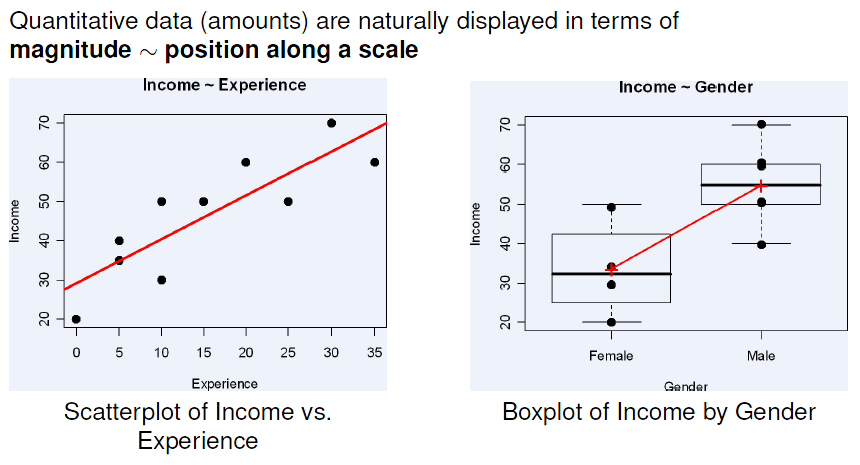 Quantitative data (amounts) are naturally displayed in terms of
magnitude ∼ position along a scale
Income ~ Experience
70
60
50
40
30
20
Income
0 5 10 15 20 25 30 35
Experience
Scatterplot of Income vs.
Experience
Income ~ Gender
70
60
50
40
30
20
Income
Female Male
Gender
Boxplot of Income by Gender